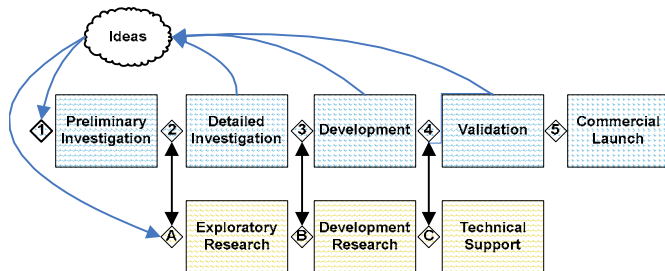 Ideas
1
Preliminary
Investigation
2
Detailed
Investigation
3
Development
4
Validation
5
Commercial
Launch
A
Exploratory
Research
B
Development
Research
C
Technical
Support